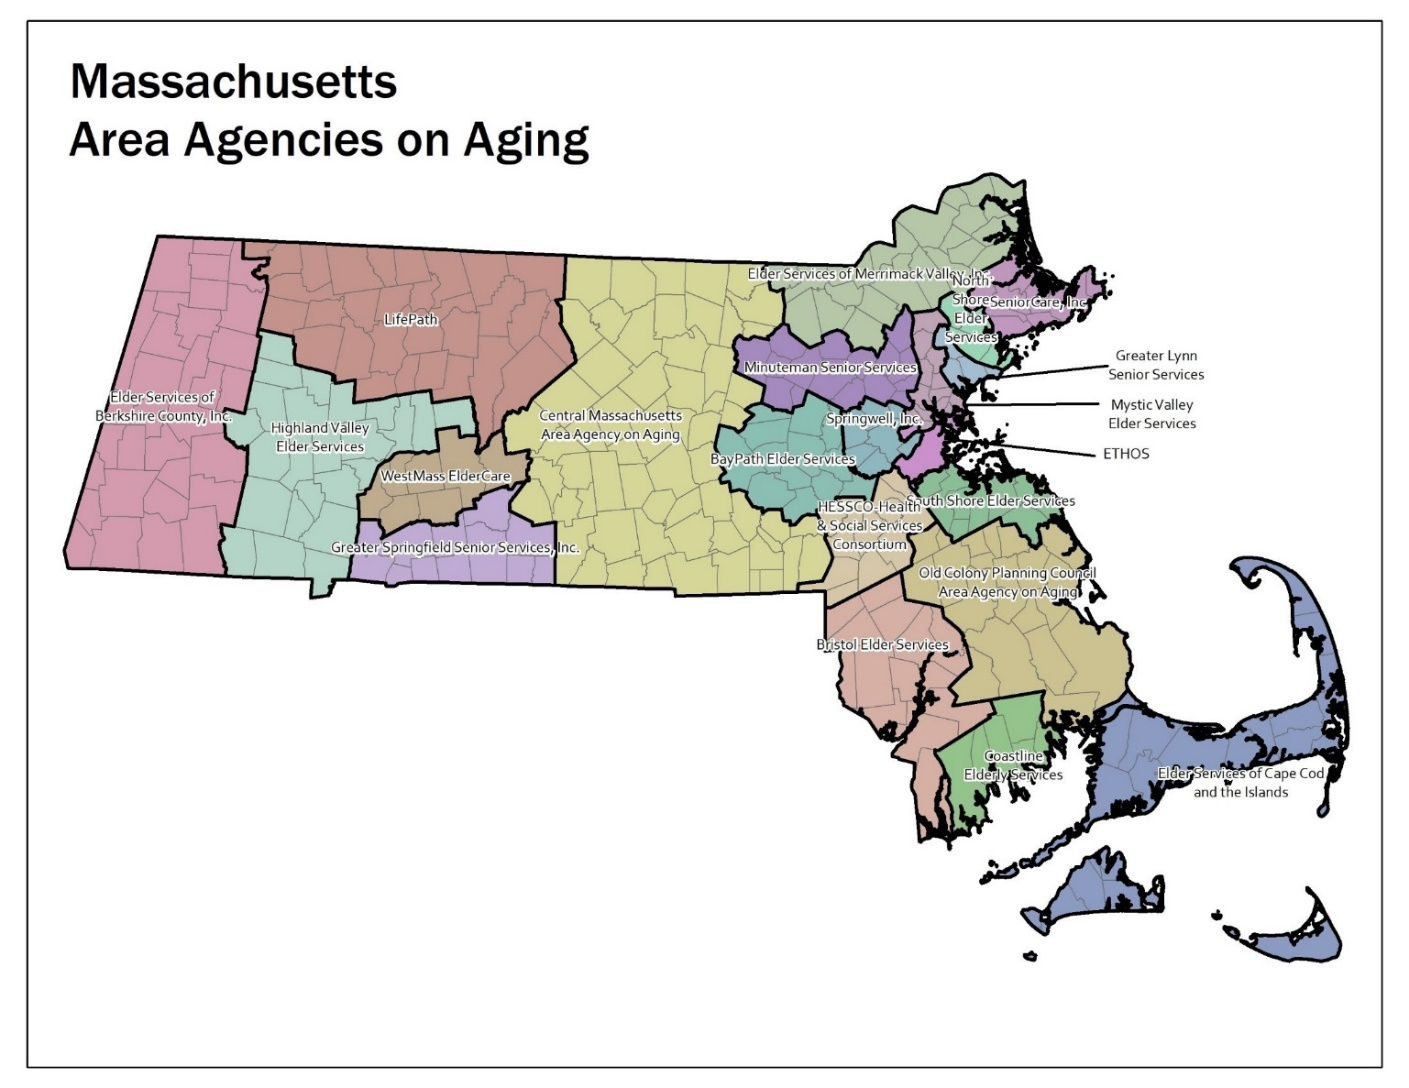 Massachusetts
Area Agencies on Aging
Elder Services of Merrimack Valley, Inc.
North
Shore
Elder
Services
SeniorCare, Inc.
LifePath
Greater Lynn
Senior Services
Minuteman Senior Services
Elder Services of
Berkshire County, Inc.
Mystic Valley
Elder Services
Central Massachusetts
Area Agency on Aging
Springwell, Inc.
Highland Valley
Elder Services
ETHOS
BayPath Elder Services
WestMass ElderCare
South Shore Elder Services
HESSCO-Health
& Social Services
Consortium
Greater Springfield Senior Services, Inc.
Old Colony Planning Council
Area Agency on Aging
Bristol Elder Services
Coastline
Elderly Services
Elder Services of Cape Cod
and the Islands